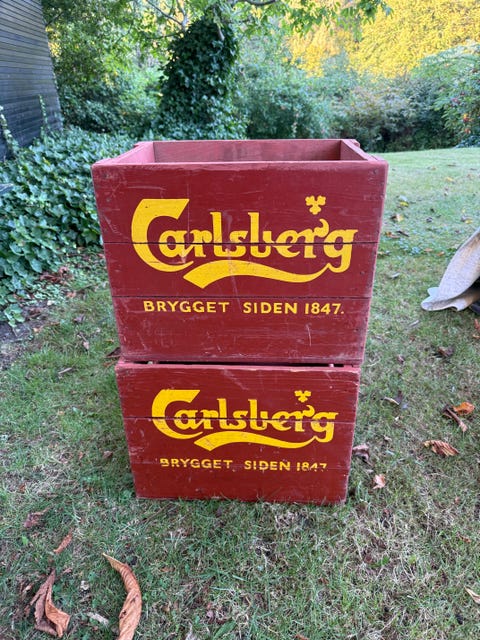 Carlsberg
BRYGGET SIDEN 1847.
Carlsberg
BRYGGET SIDEN 1847